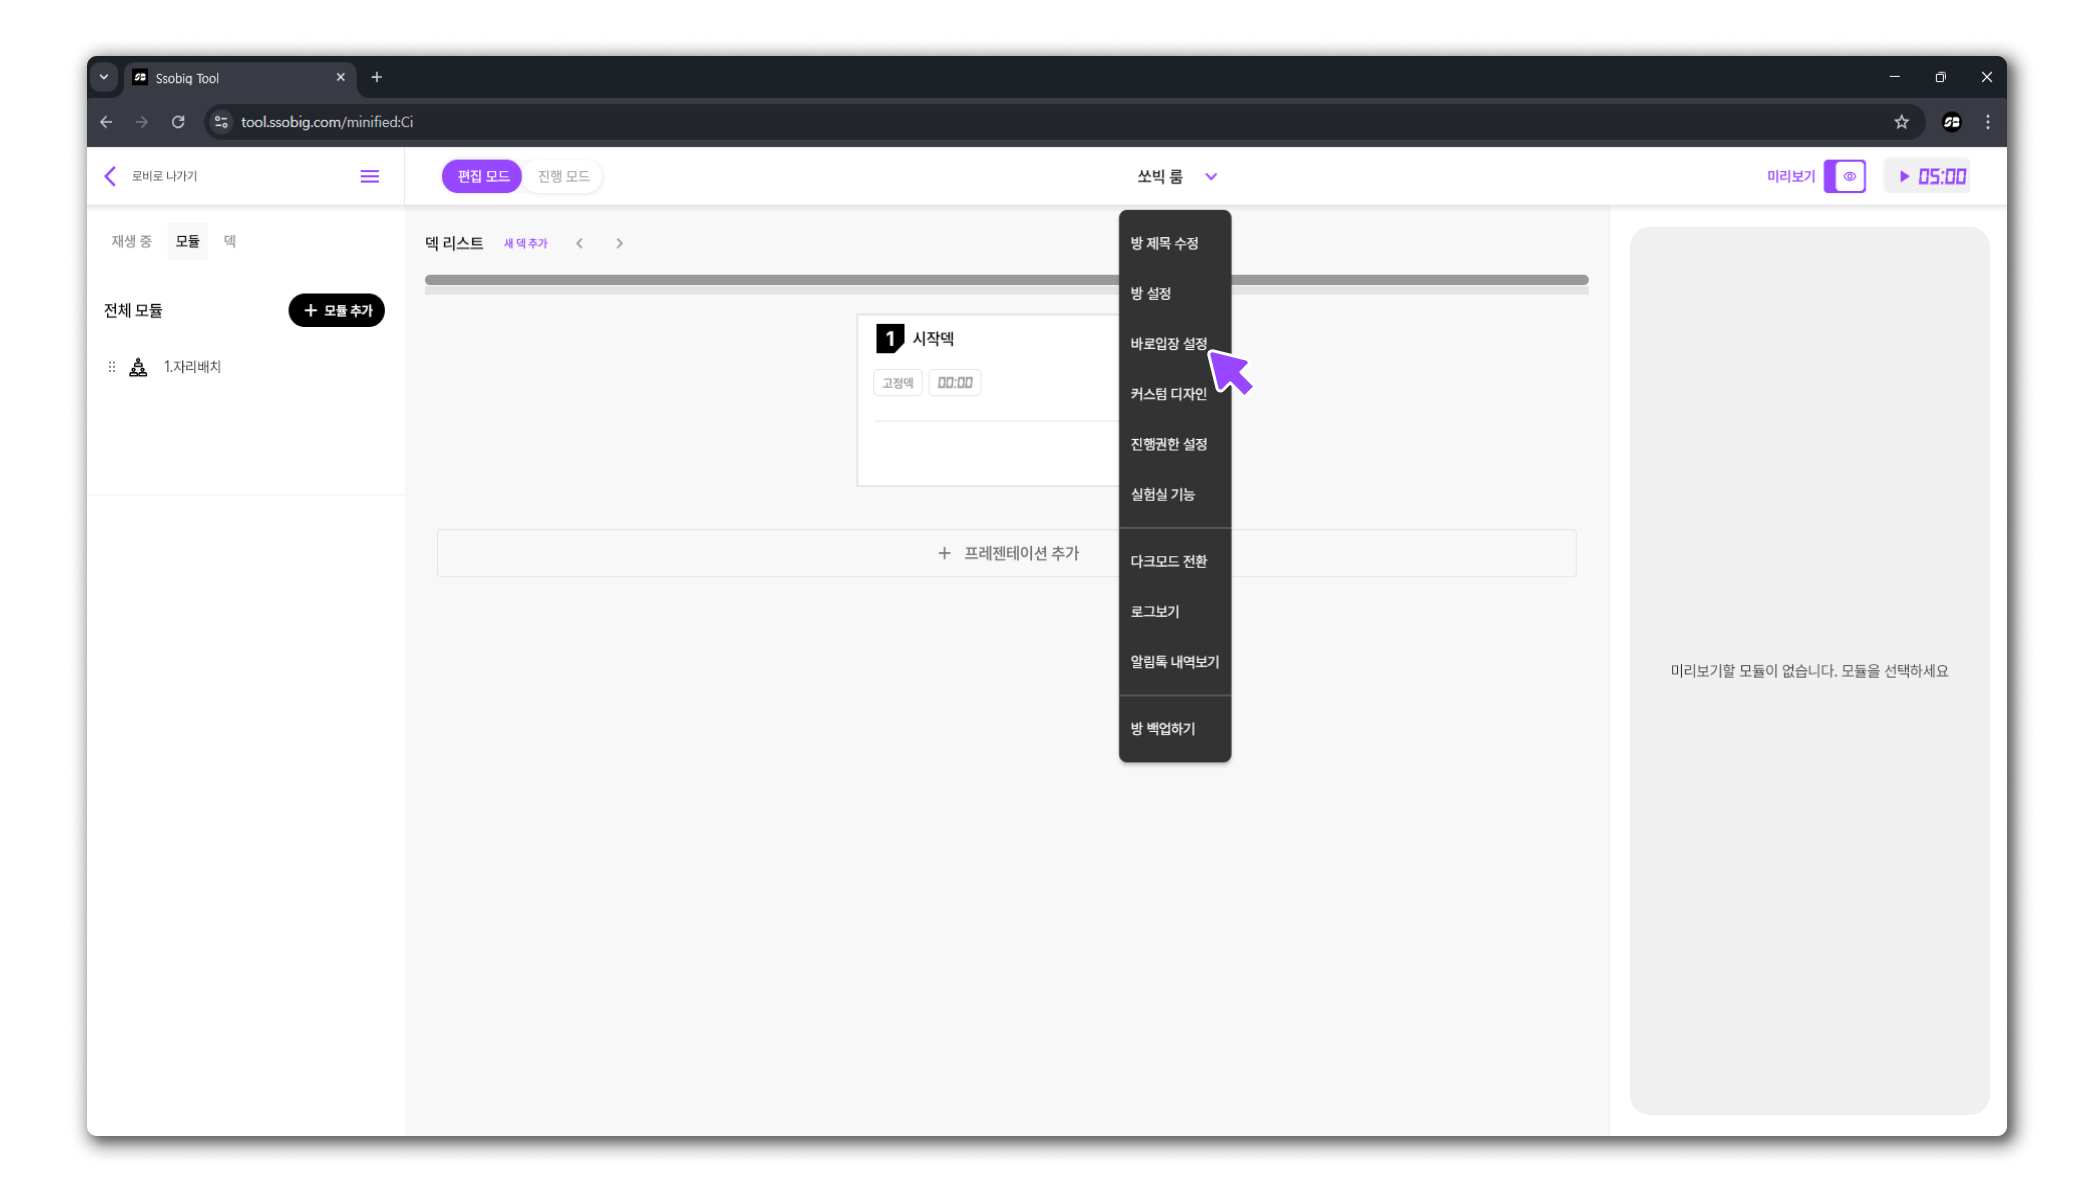 Ssobig Tool
tool.ssobig.com/minified:Ci
로비로 나가기
편집 모드
진행 모드
쏘빅 룸
미리보기
05:00
재생 중
모듈
덱
전체 모듈
+ 모듈 추가
1.자리배치
덱 리스트
새 덱 추가
1 시작덱
고정덱
00:00
+ 프레젠테이션 추가
방 제목 수정
방 설정
바로입장 설정
커스텀 디자인
진행권한 설정
실험실 기능
다크모드 전환
로그보기
알림톡 내역보기
방 백업하기
미리보기할 모듈이 없습니다. 모듈을 선택하세요